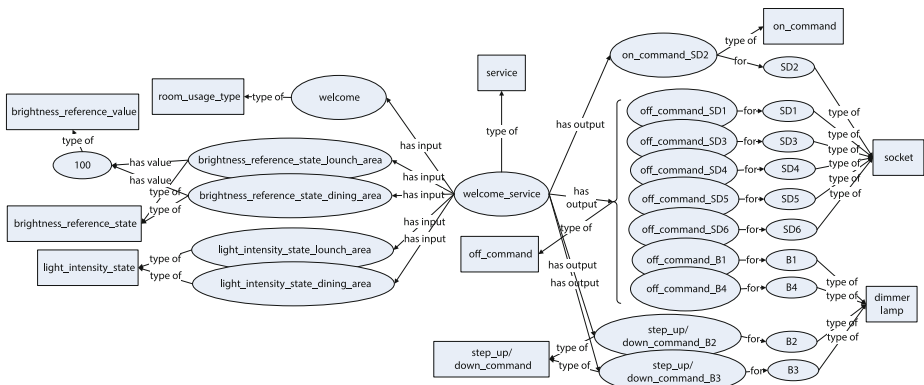 on_command
type of
on_command_SD2
for
SD2
service
room_usage_type
type of
welcome
brightness_reference_value
type of
100
has value
has value
type of
type of
brightness_reference_state_lounch_area
brightness_reference_state_dining_area
brightness_reference_state
light_intensity_state
type of
type of
light_intensity_state_lounch_area
light_intensity_state_dining_area
has input
has input
has input
has input
has input
type of
welcome_service
has output
has
output
type of
off_command
has output
has output
off_command_SD1
for
SD1
off_command_SD3
for
SD3
off_command_SD4
for
SD4
off_command_SD5
for
SD5
off_command_SD6
for
SD6
off_command_B1
for
B1
off_command_B4
for
B4
type of
type of
type of
type of
type of
type of
socket
type of
type of
type of
type of
dimmer
lamp
step_up/
down_command_B2
for
B2
step_up/
down_command_B3
for
B3
type of
type of
step_up/
down_command